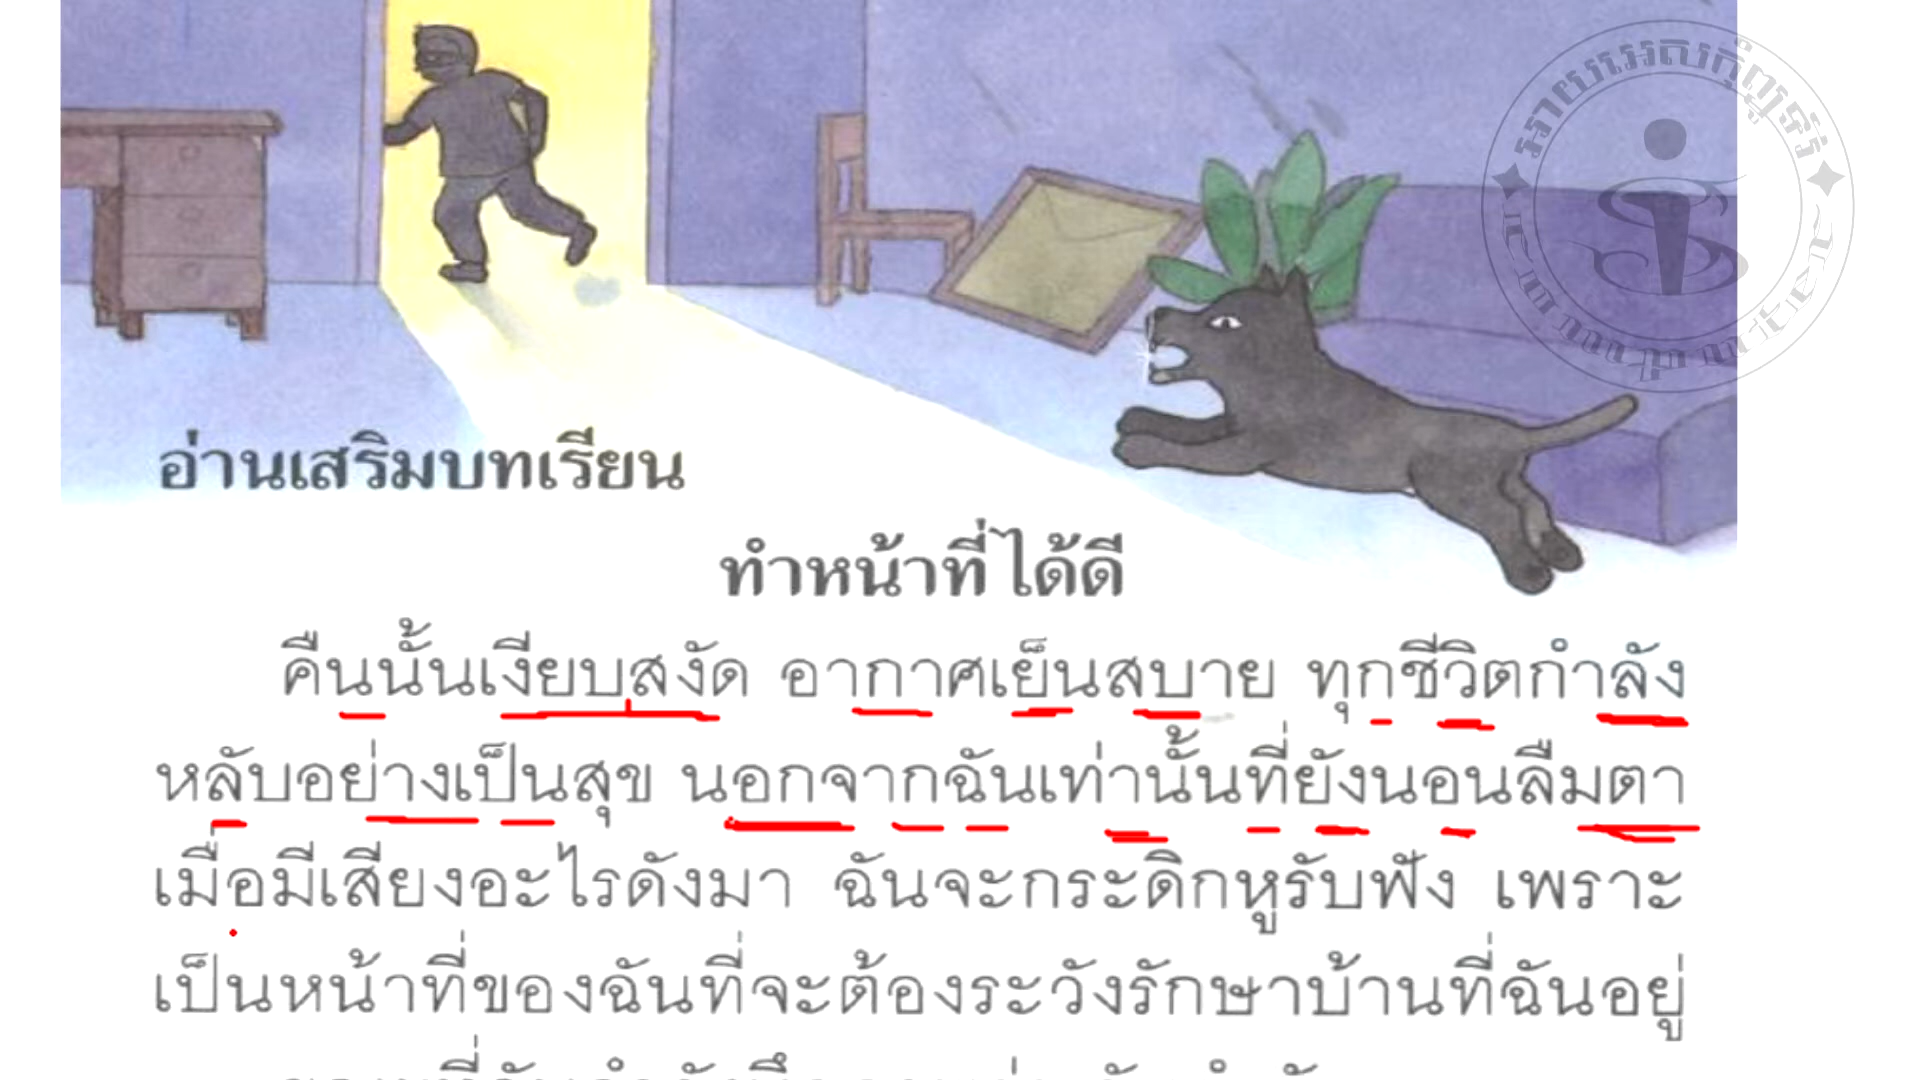 อ่านเสริมบทเรียน
ทำหน้าที่ได้ดี
คืนนั้นเงียบสงัด อากาศเย็นสบาย ทุกชีวิตกำลัง
หลับอย่างเป็นสุข นอกจากฉันเท่านั้นที่ยังนอนลืมตา
เมื่อมีเสียงอะไรดังมา ฉันจะกระดิกหูรับฟัง เพราะ
เป็นหน้าที่ของฉันที่จะต้องระวังรักษาบ้านที่ฉันอยู่